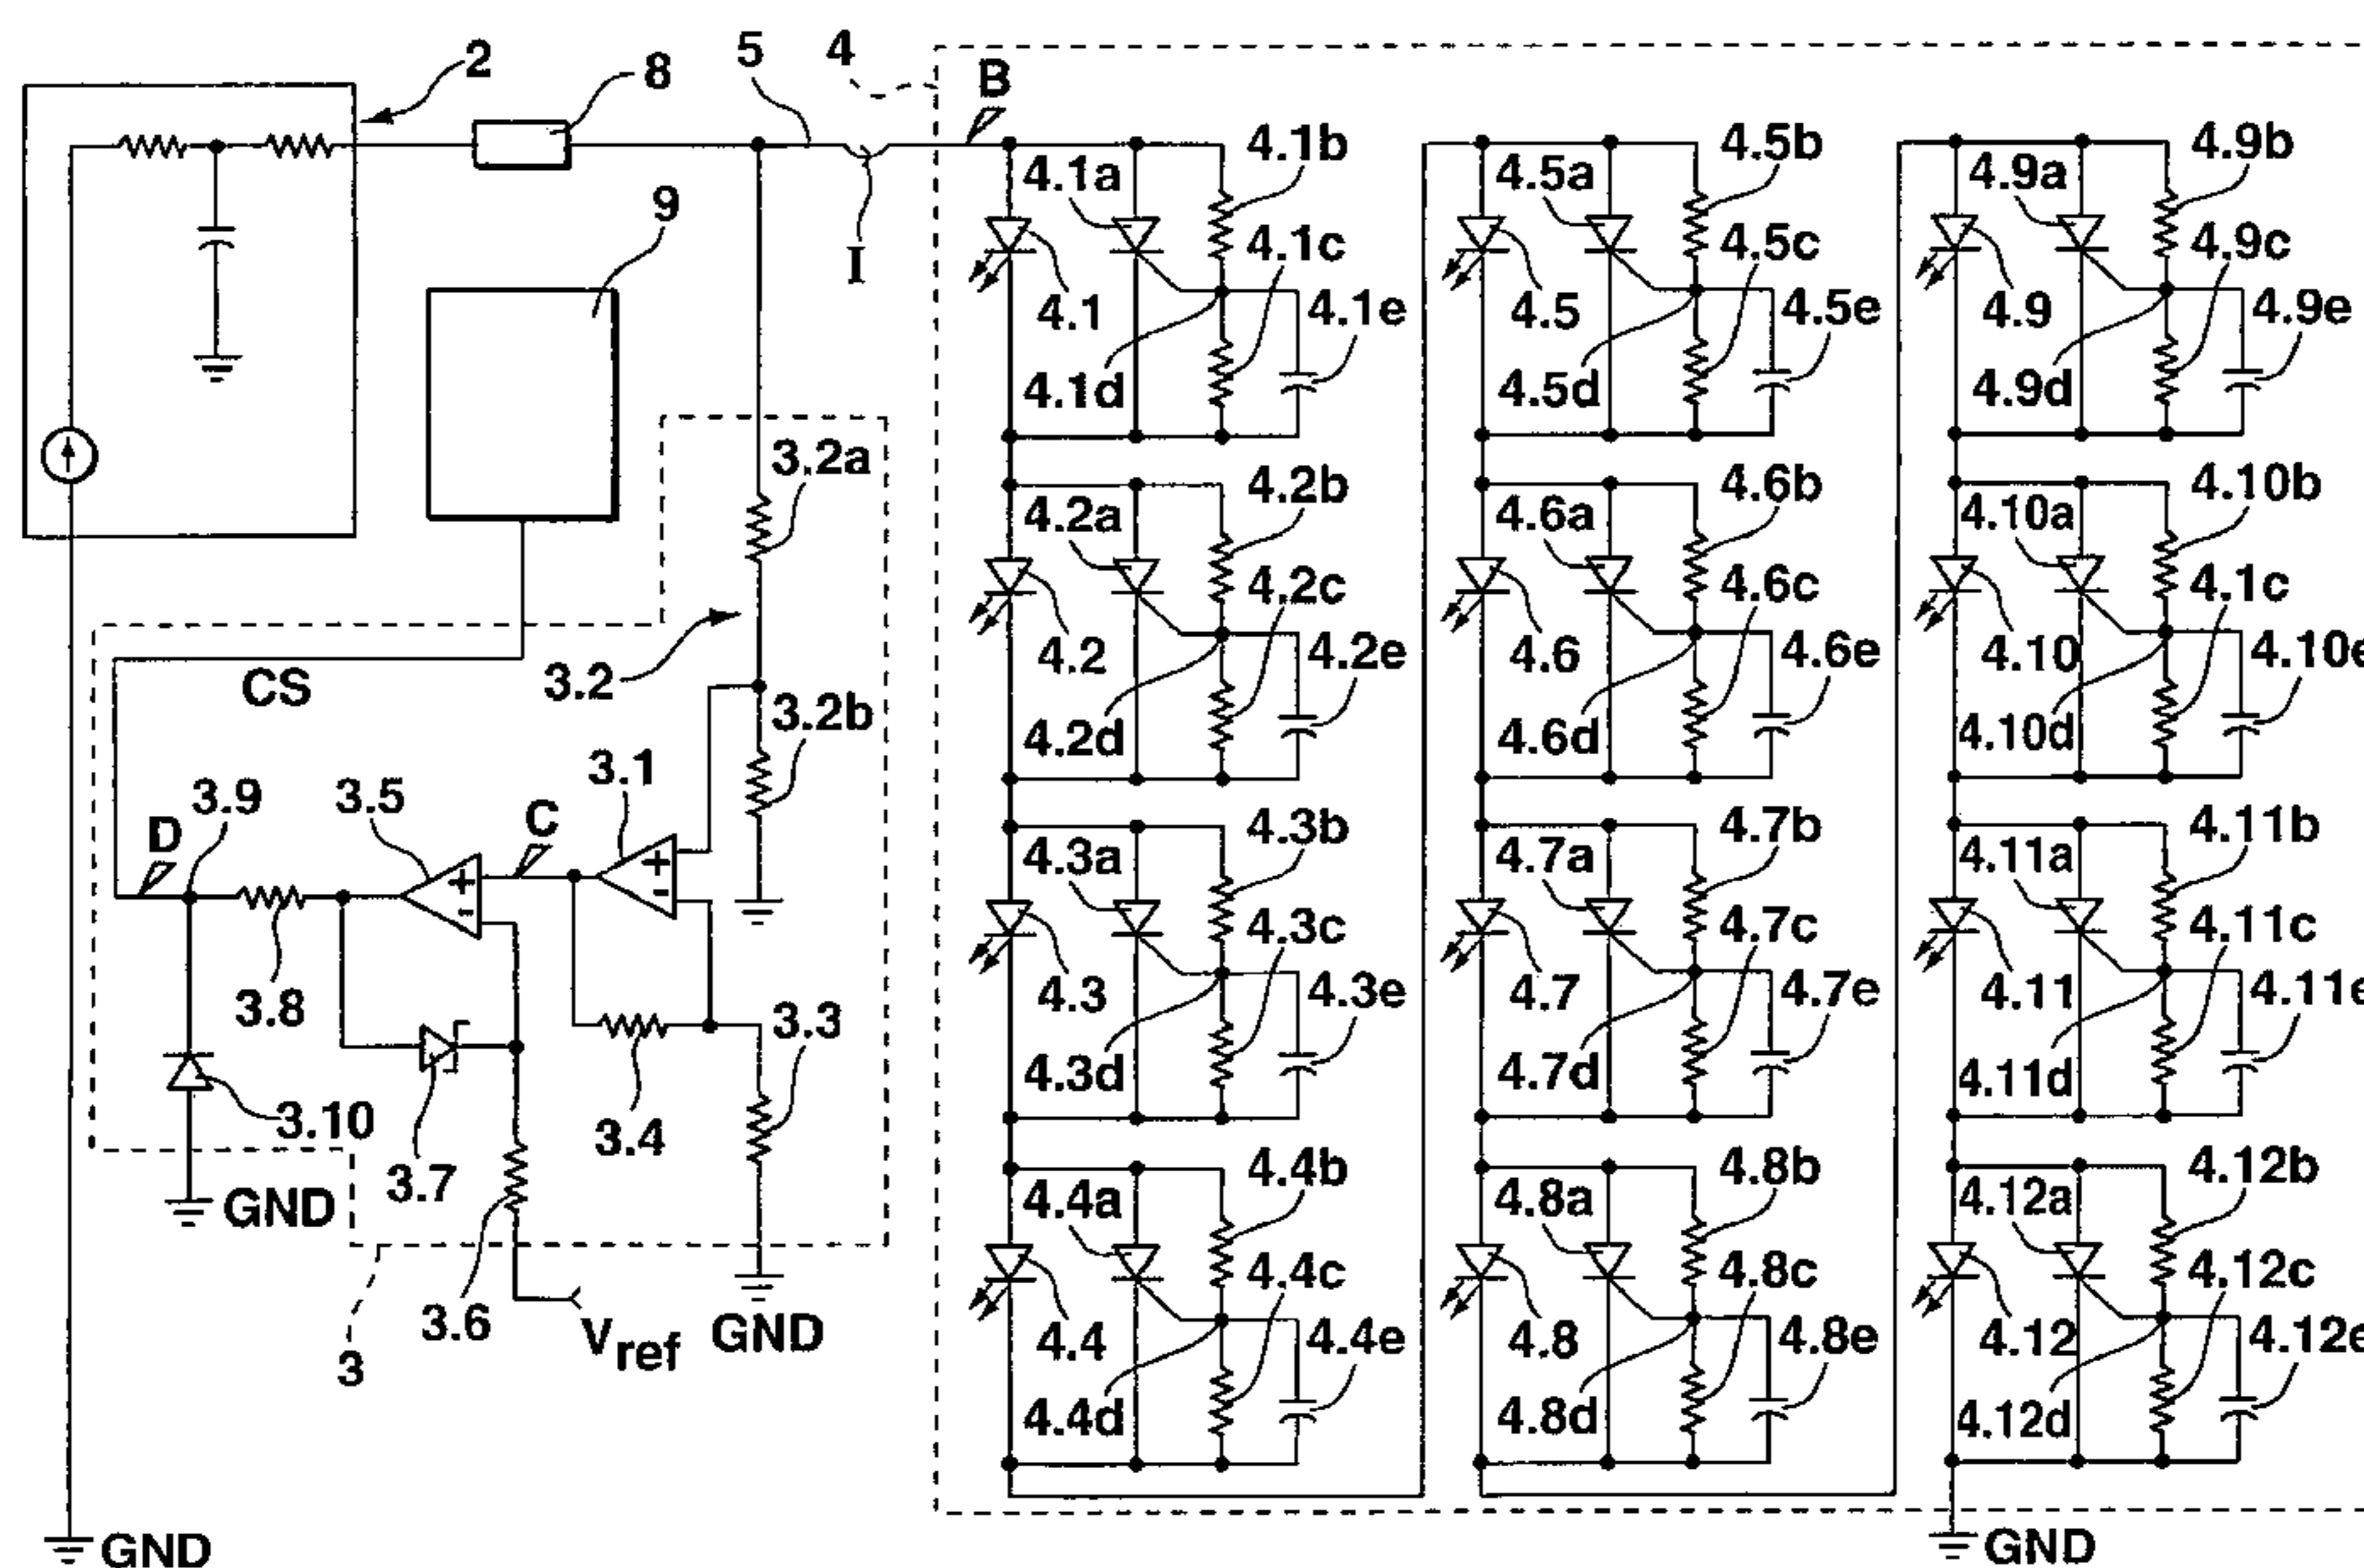 2
8
5
4
B
9
I
4.1a
4.1b
4.1c
4.1
4.1e
4.1d
4.5a
4.5b
4.5c
4.5
4.5e
4.5d
4.9a
4.9b
4.9c
4.9
4.9e
4.9d
3.2a
4.2a
4.2b
4.2c
4.2
4.2e
4.2d
4.6a
4.6b
4.6c
4.6
4.6e
4.6d
4.10a
4.10b
4.1c
4.10
4.10e
4.10d
CS
3.2
3.2b
3.1
3.5
3.9
C
D
+
-
+
-
4.3a
4.3b
4.3c
4.3
4.3e
4.3d
4.7a
4.7b
4.7c
4.7
4.7e
4.7d
4.11a
4.11b
4.11c
4.11
4.11e
4.11d
3.8
3.3
3.10
3.7
3.4
GND
3.6
Vref
GND
3
4.4a
4.4b
4.4c
4.4
4.4e
4.4d
4.8a
4.8b
4.8c
4.8
4.8e
4.8d
4.12a
4.12b
4.12c
4.12
4.12e
4.12d
GND
GND